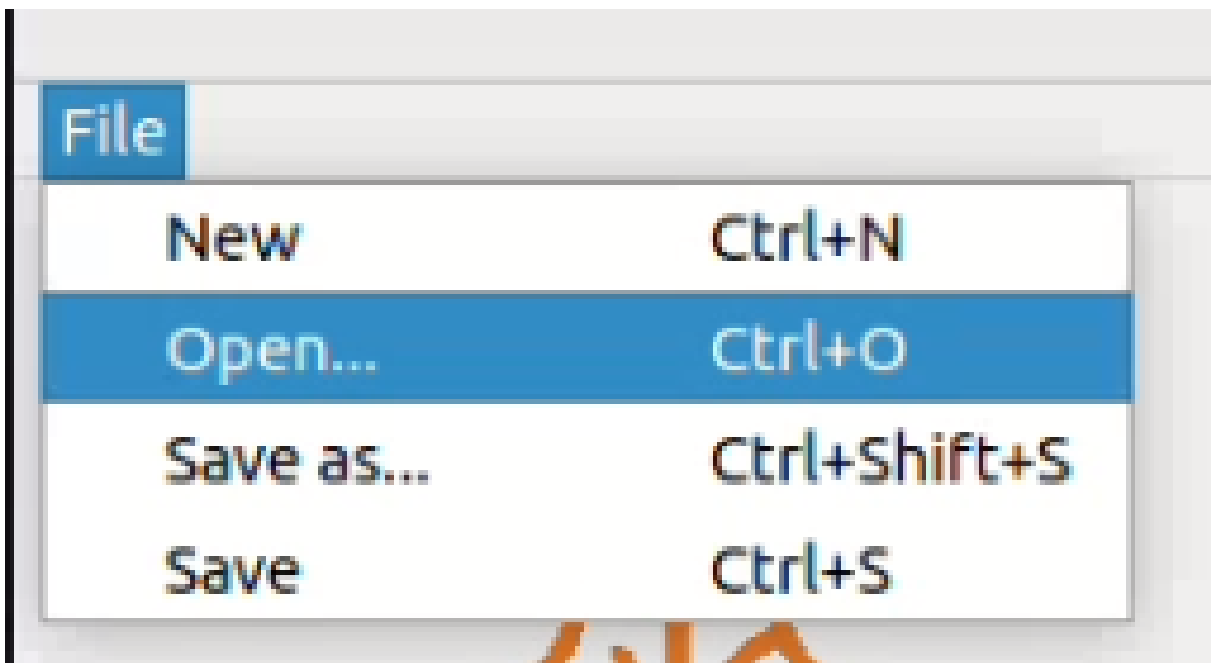 File
New Ctrl+N
Open... Ctrl+O
Save as... Ctrl+Shift+S
Save Ctrl+S